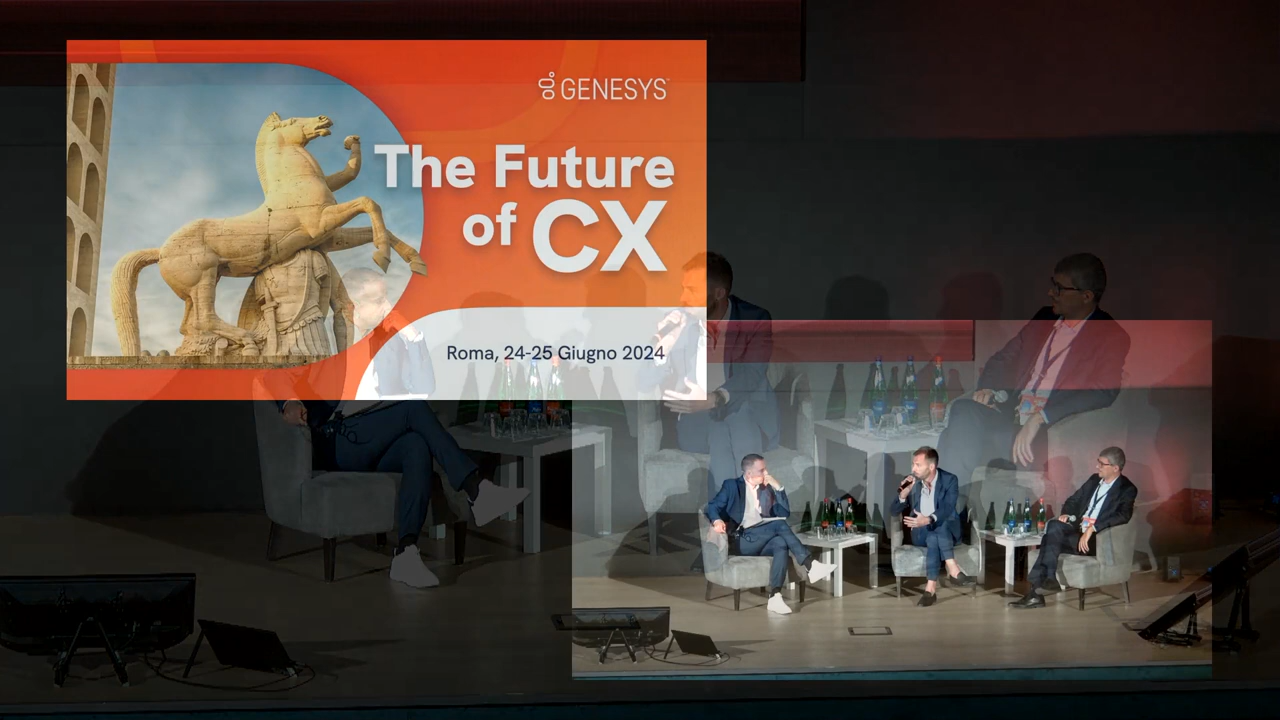 GENESYS
The Future
of CX
Roma, 24-25 Giugno 2024